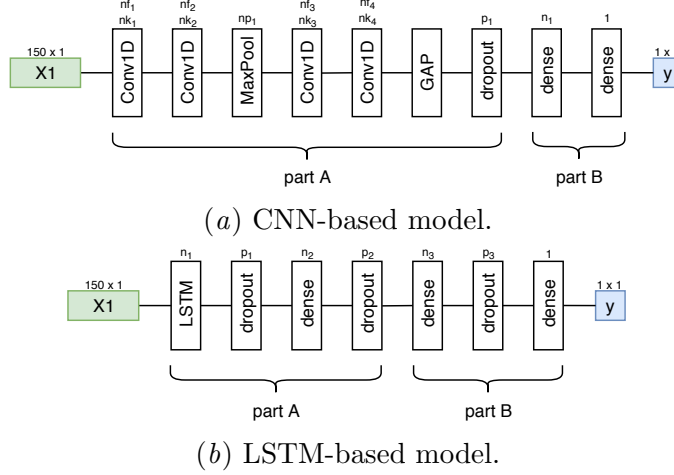 nf₁ nf₂ nf₃ nf₄
150 x 1 nk₁ nk₂ np₁ nk₃ nk₄ p₁ n₁ 1 1 x
X1 Conv1D Conv1D MaxPool Conv1D Conv1D GAP dropout dense dense y
part A part B
(a) CNN-based model.
150 x 1 n₁ p₁ n₂ p₂ n₃ p₃ 1 1 x 1
X1 LSTM dropout dense dropout dense dropout dense y
part A part B
(b) LSTM-based model.